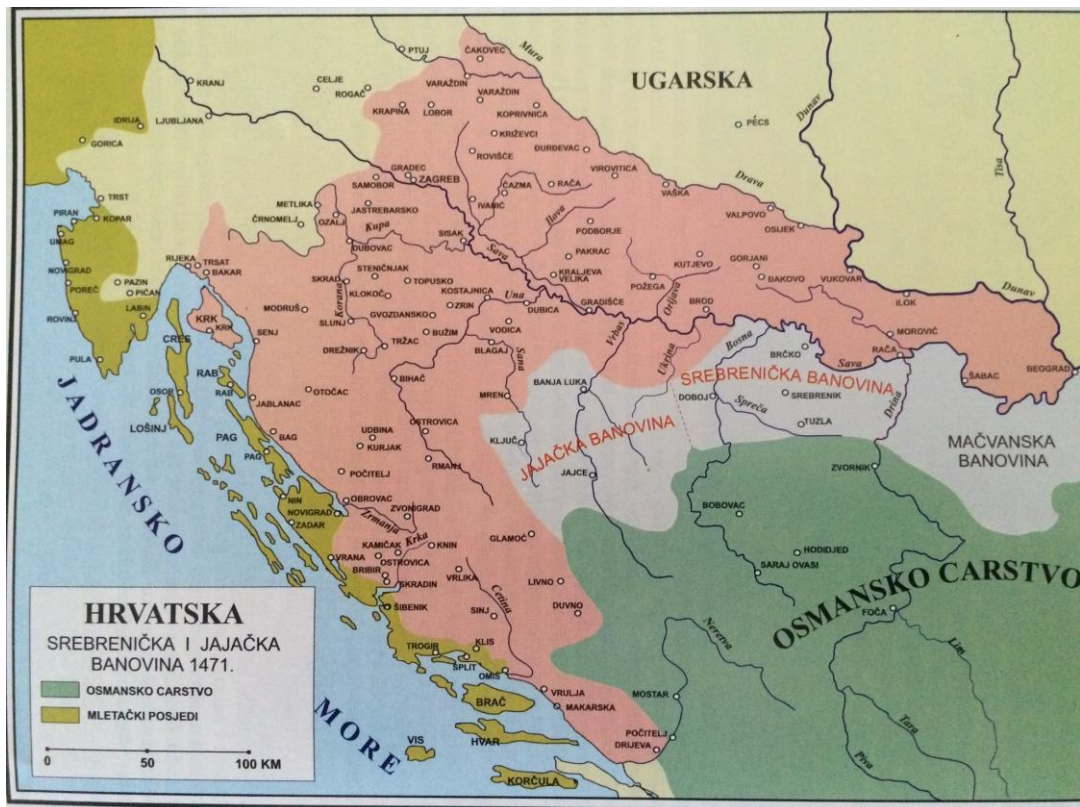 PTUJ
ČAKOVEC
Mura
UGARSKA
KRANJ
CELJE
ROGAČ
VARAŽDIN
VARAŽDIN
Dunav
KRAPINA
LOBOR
KOPRIVNICA
IDRIJA
LJUBLJANA
PÉCS
GORICA
KRIŽEVCI
ĐURĐEVAC
Tisa
ROVIŠĆE
GRADEC
ZAGREB
VIROVITICA
SAMOBOR
ČAZMA
RAČA
VAŠKA
Drava
TRST
METLIKA
JASTREBARSKO
IVANIĆ
VALPOVO
PIRAN
KOPAR
ČRNOMELJ
OZALJ
Kupa
Ilova
PODBORJE
OSIJEK
UMAG
DUBOVAC
SISAK
Sava
PAKRAC
KUTJEVO
GORJANI
NOVIGRAD
RIJEKA
TRSAT
BAKAR
SKRAD
STENIČNJAK
TOPUSKO
KRALJEVA
VELIKA
POŽEGA
ĐAKOVO
VUKOVAR
POREČ
PAZIN
PIĆAN
Korana
KLOKOČ
KOSTAJNICA
Una
Orljava
Dunav
ROVINJ
LABIN
KRK
KRK
MODRUŠ
GVOZDANSKO
ZRIN
DUBICA
GRADIŠĆE
BROD
ILOK
CRES
SENJ
SLUNJ
BUŽIM
VODICA
Vrbas
Bosna
MOROVIĆ
PULA
DREŽNIK
TRŽAC
BLAGAJ
Sana
Ukrina
BRČKO
Sava
RAČA
RAB
RAB
BIHAĆ
BANJA LUKA
SREBRENIČKA BANOVINA
ŠABAC
BEOGRAD
OSOR
OTOČAC
MREN
DOBOJ
SREBRENIK
Drina
LOŠINJ
JABLANAC
Spreča
TUZLA
PAG
PAG
BAG
UDBINA
OSTROVICA
KURJAK
KLJUČ
JAJAČKA BANOVINA
MAČVANSKA
BANOVINA
POČITELJ
RMANJ
JAJCE
ZVORNIK
JADRANSKO
MORE
NIN
OBROVAC
NOVIGRAD
Zrmanja
ZVONIGRAD
BOBOVAC
ZADAR
Krka
KNIN
GLAMOČ
KAMIČAK
VRANA
OSTROVICA
BRIBIR
SKRADIN
VRLIKA
HODIDJED
SARAJ OVASI
LIVNO
OSMANSKO CARSTVO
ŠIBENIK
SINJ
Cetina
DUVNO
FOČA
TROGIR
KLIS
SPLIT
OMIŠ
Neretva
Lim
BRAČ
VRULJA
MAKARSKA
MOSTAR
VIS
HVAR
POČITELJ
DRIJEVA
Tara
Piva
KORČULA
HRVATSKA
SREBRENIČKA I JAJAČKA
BANOVINA 1471.
OSMANSKO CARSTVO
MLETAČKI POSJEDI
0 50 100 KM